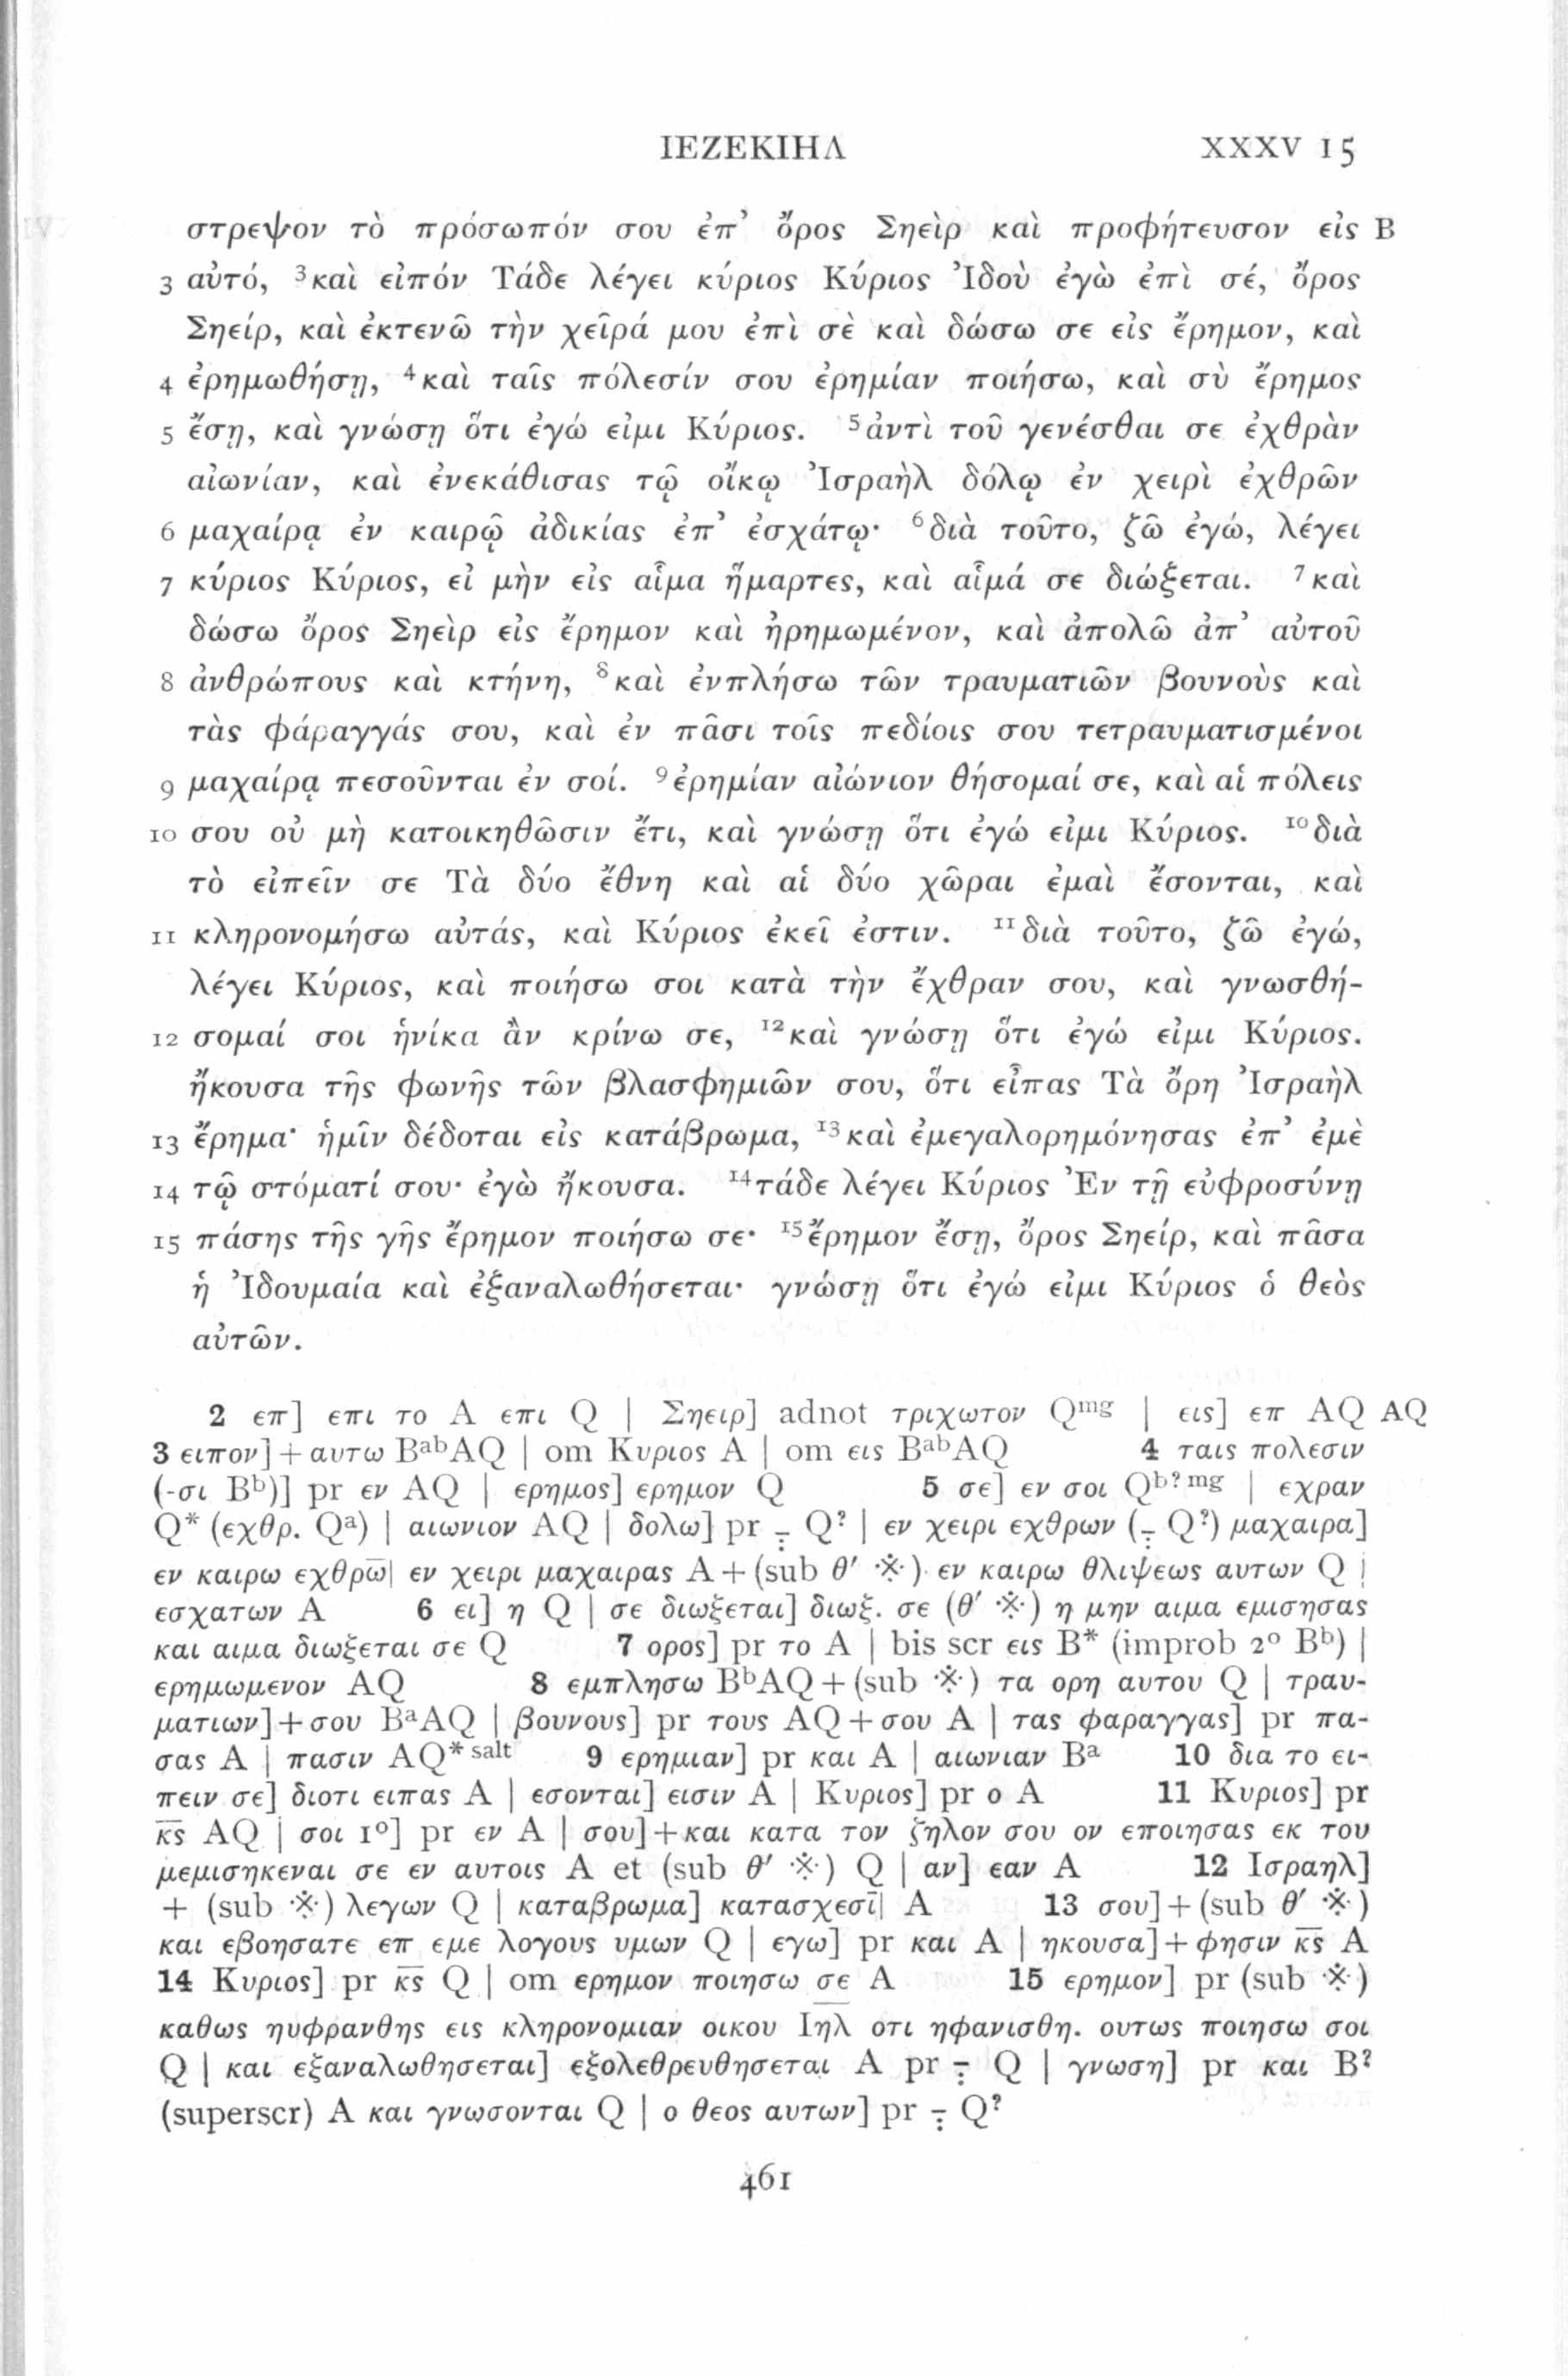 ΙΕΖΕΚΙΗΛ XXXV 15
στρεψον τὸ πρόσωπόν σου ἐπ’ ὄρος Σηεὶρ καὶ προφήτευσον εἰς B
3 αὐτό, ³καὶ εἰπόν Τάδε λέγει κύριος Κύριος Ἰδοὺ ἐγὼ ἐπὶ σέ, ὄρος
Σηείρ, καὶ ἐκτενῶ τὴν χεῖρά μου ἐπὶ σὲ καὶ δώσω σε εἰς ἔρημον, καὶ
4 ἐρημωθήσῃ, ⁴καὶ ταῖς πόλεσίν σου ἐρημίαν ποιήσω, καὶ σὺ ἔρημος
5 ἔσῃ, καὶ γνώσῃ ὅτι ἐγώ εἰμι Κύριος. ⁵ἀντὶ τοῦ γενέσθαι σε ἐχθρὰν
αἰωνίαν, καὶ ἐνεκάθισας τῷ οἴκῳ Ἰσραὴλ δόλῳ ἐν χειρὶ ἐχθρῶν
6 μαχαίρᾳ ἐν καιρῷ ἀδικίας ἐπ’ ἐσχάτῳ· ⁶διὰ τοῦτο, ζῶ ἐγώ, λέγει
7 κύριος Κύριος, εἰ μὴν εἰς αἷμα ἥμαρτες, καὶ αἷμά σε διώξεται. ⁷καὶ
δώσω ὄρος Σηεὶρ εἰς ἔρημον καὶ ἠρημωμένον, καὶ ἀπολῶ ἀπ’ αὐτοῦ
8 ἀνθρώπους καὶ κτήνη, ⁸καὶ ἐνπλήσω τῶν τραυματιῶν βουνοὺς καὶ
τὰς φάραγγάς σου, καὶ ἐν πᾶσι τοῖς πεδίοις σου τετραυματισμένοι
9 μαχαίρᾳ πεσοῦνται ἐν σοί. ⁹ἐρημίαν αἰώνιον θήσομαί σε, καὶ αἱ πόλεις
10 σου οὐ μὴ κατοικηθῶσιν ἔτι, καὶ γνώσῃ ὅτι ἐγώ εἰμι Κύριος. ¹⁰διὰ
τὸ εἰπεῖν σε Τὰ δύο ἔθνη καὶ αἱ δύο χῶραι ἐμαὶ ἔσονται, καὶ
11 κληρονομήσω αὐτάς, καὶ Κύριος ἐκεῖ ἐστιν. ¹¹διὰ τοῦτο, ζῶ ἐγώ,
λέγει Κύριος, καὶ ποιήσω σοι κατὰ τὴν ἔχθραν σου, καὶ γνωσθή-
12 σομαί σοι ἡνίκα ἂν κρίνω σε, ¹²καὶ γνώσῃ ὅτι ἐγώ εἰμι Κύριος.
ἤκουσα τῆς φωνῆς τῶν βλασφημιῶν σου, ὅτι εἶπας Τὰ ὄρη Ἰσραὴλ
13 ἔρημα· ἡμῖν δέδοται εἰς κατάβρωμα, ¹³καὶ ἐμεγαλορημόνησας ἐπ’ ἐμὲ
14 τῷ στόματί σου· ἐγὼ ἤκουσα. ¹⁴τάδε λέγει Κύριος Ἐν τῇ εὐφροσύνῃ
15 πάσης τῆς γῆς ἔρημον ποιήσω σε· ¹⁵ἔρημον ἔσῃ, ὄρος Σηείρ, καὶ πᾶσα
ἡ Ἰδουμαία καὶ ἐξαναλωθήσεται· γνώσῃ ὅτι ἐγώ εἰμι Κύριος ὁ θεὸς
αὐτῶν.
2 επ] επι το A επι Q | Σηειρ] adnot τριχωτον Qᵐᵍ | εις] επ AQ AQ
3 ειπον] + αυτω BᵃᵇAQ | om Κυριος A | om εις BᵃᵇAQ 4 ταις πολεσιν
(-σι Bᵇ)] pr εν AQ | ερημος] ερημον Q 5 σε] εν σοι Qᵇ?ᵐᵍ | εχραν
Q* (εχθρ. Qᵃ) | αιωνιον AQ | δολω] pr ⁒ Q? | εν χειρι εχθρων (⁒ Q?) μαχαιρα]
εν καιρω εχθρω̄| εν χειρι μαχαιρας A + (sub θ′ ※) εν καιρω θλιψεως αυτων Q |
εσχατων A 6 ει] η Q | σε διωξεται] διωξ. σε (θ′ ※) η μην αιμα εμισησας
και αιμα διωξεται σε Q 7 ορος] pr το A | bis scr εις B* (improb 2º Bᵇ) |
ερημωμενον AQ 8 εμπλησω BᵇAQ + (sub ※) τα ορη αυτου Q | τραυ-
ματιων] + σου BᵃAQ | βουνους] pr τους AQ + σου A | τας φαραγγας] pr πα-
σας A | πασιν AQ* ˢᵃˡᵗ 9 ερημιαν] pr και A | αιωνιαν Bᵃ 10 δια το ει-
πειν σε] διοτι ειπας A | εσονται] εισιν A | Κυριος] pr ο A 11 Κυριος] pr
κ̅ς̅ AQ | σοι 1º] pr εν A | σου] + και κατα τον ζηλον σου ον εποιησας εκ του
μεμισηκεναι σε εν αυτοις A et (sub θ′ ※) Q | αν] εαν A 12 Ισραηλ]
+ (sub ※) λεγων Q | καταβρωμα] κατασχεσῑ| A 13 σου] + (sub θ′ ※)
και εβοησατε επ εμε λογους υμων Q | εγω] pr και A | ηκουσα] + φησιν κ̅ς̅ A
14 Κυριος] pr κ̅ς̅ Q | om ερημον ποιησω σε A 15 ερημον] pr (sub ※)
καθως ηυφρανθης εις κληρονομιαν οικου Ι̅η̅λ̅ οτι ηφανισθη. ουτως ποιησω σοι
Q | και εξαναλωθησεται] εξολεθρευθησεται A pr ⁒ Q | γνωση] pr και B?
(superscr) A και γνωσονται Q | ο θεος αυτων] pr ⁒ Q?
461